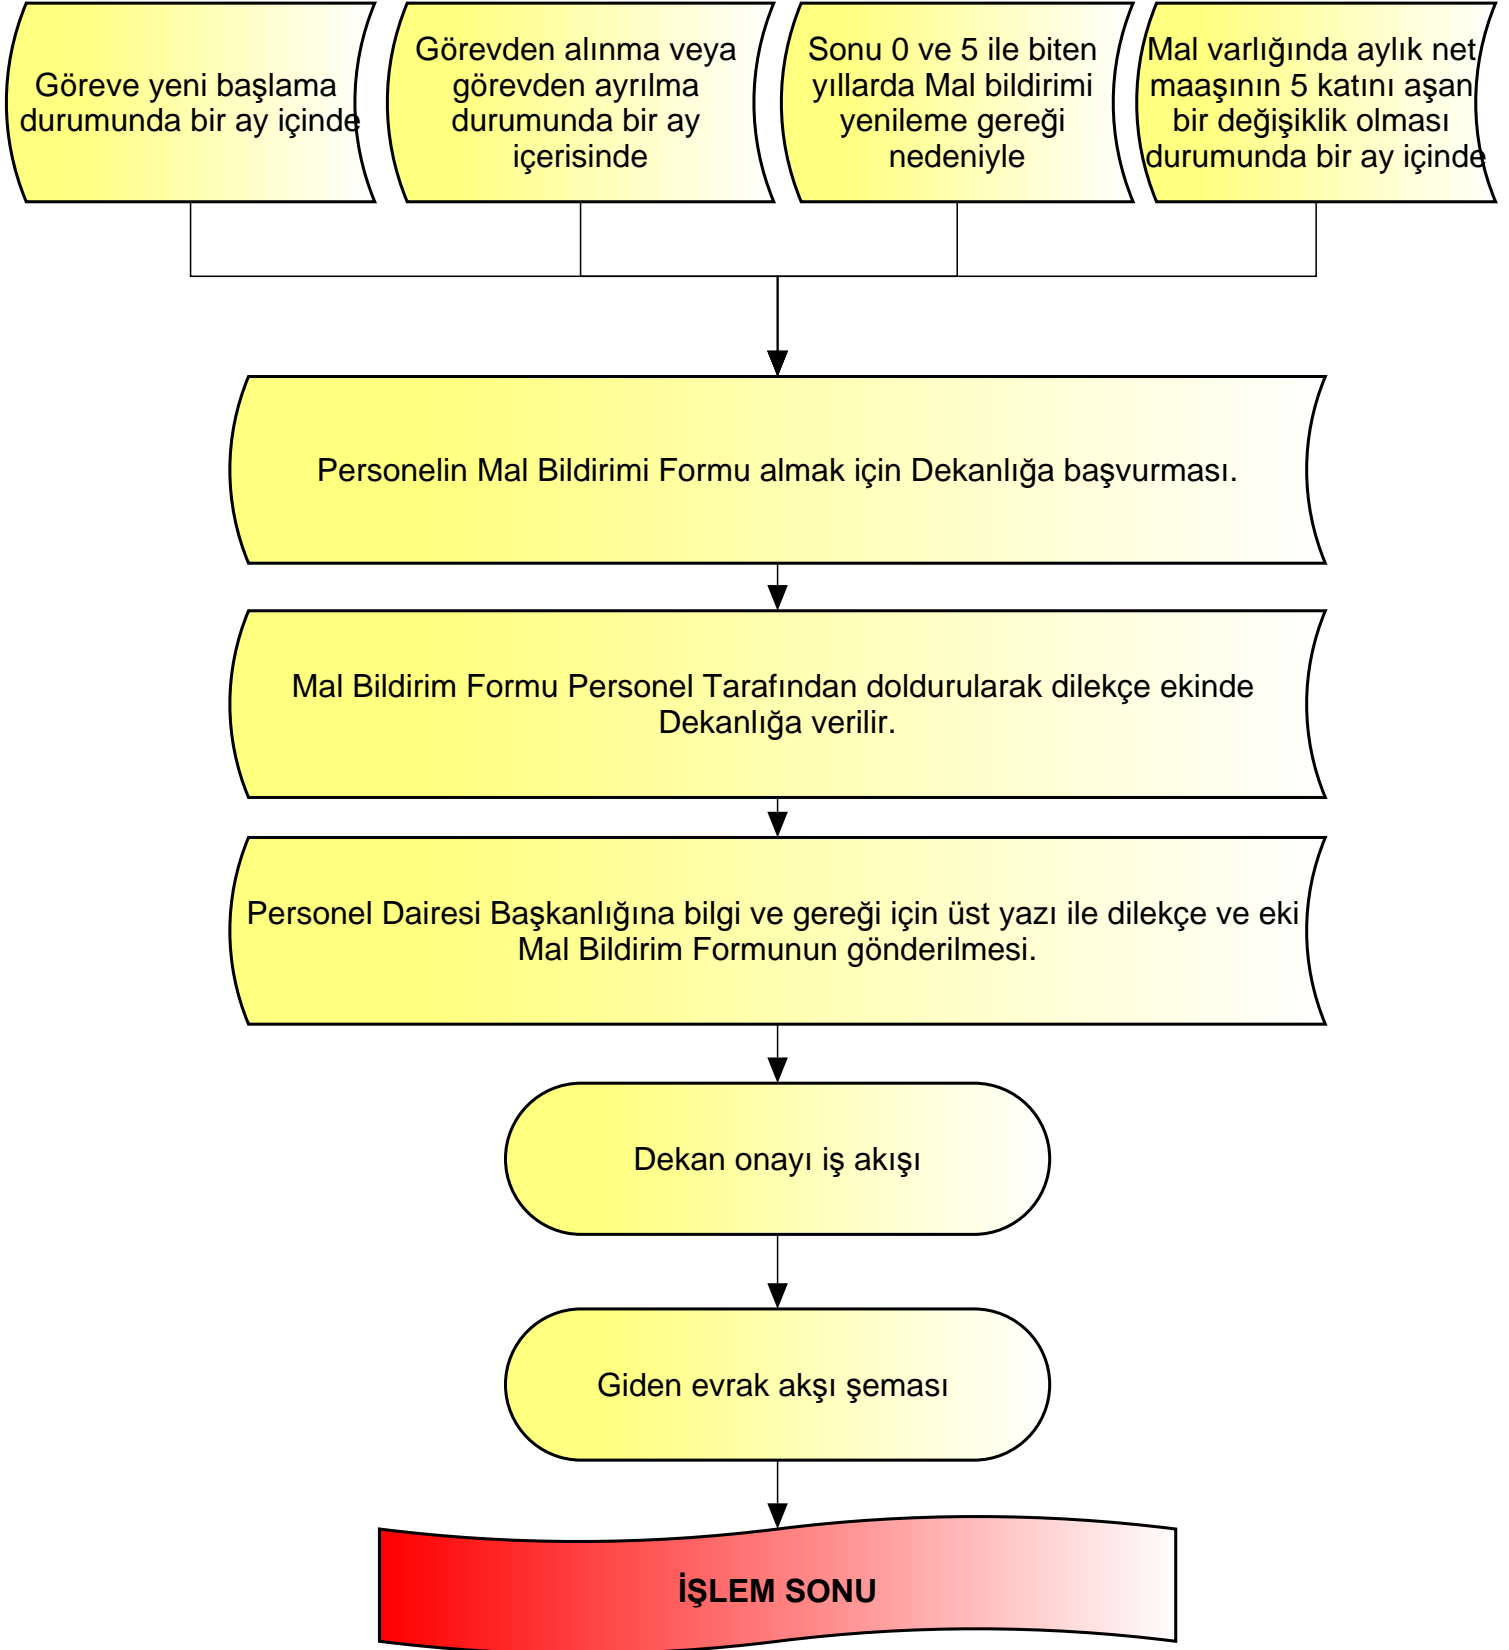 Göreve yeni başlama
durumunda bir ay içinde
Görevden alınma veya
görevden ayrılma
durumunda bir ay
içerisinde
Sonu 0 ve 5 ile biten
yıllarda Mal bildirimi
yenileme gereği
nedeniyle
Mal varlığında aylık net
maaşının 5 katını aşan
bir değişiklik olması
durumunda bir ay içinde
Personelin Mal Bildirimi Formu almak için Dekanlığa başvurması.
Mal Bildirim Formu Personel Tarafından doldurularak dilekçe ekinde
Dekanlığa verilir.
Personel Dairesi Başkanlığına bilgi ve gereği için üst yazı ile dilekçe ve eki
Mal Bildirim Formunun gönderilmesi.
Dekan onayı iş akışı
Giden evrak akşı şeması
İŞLEM SONU